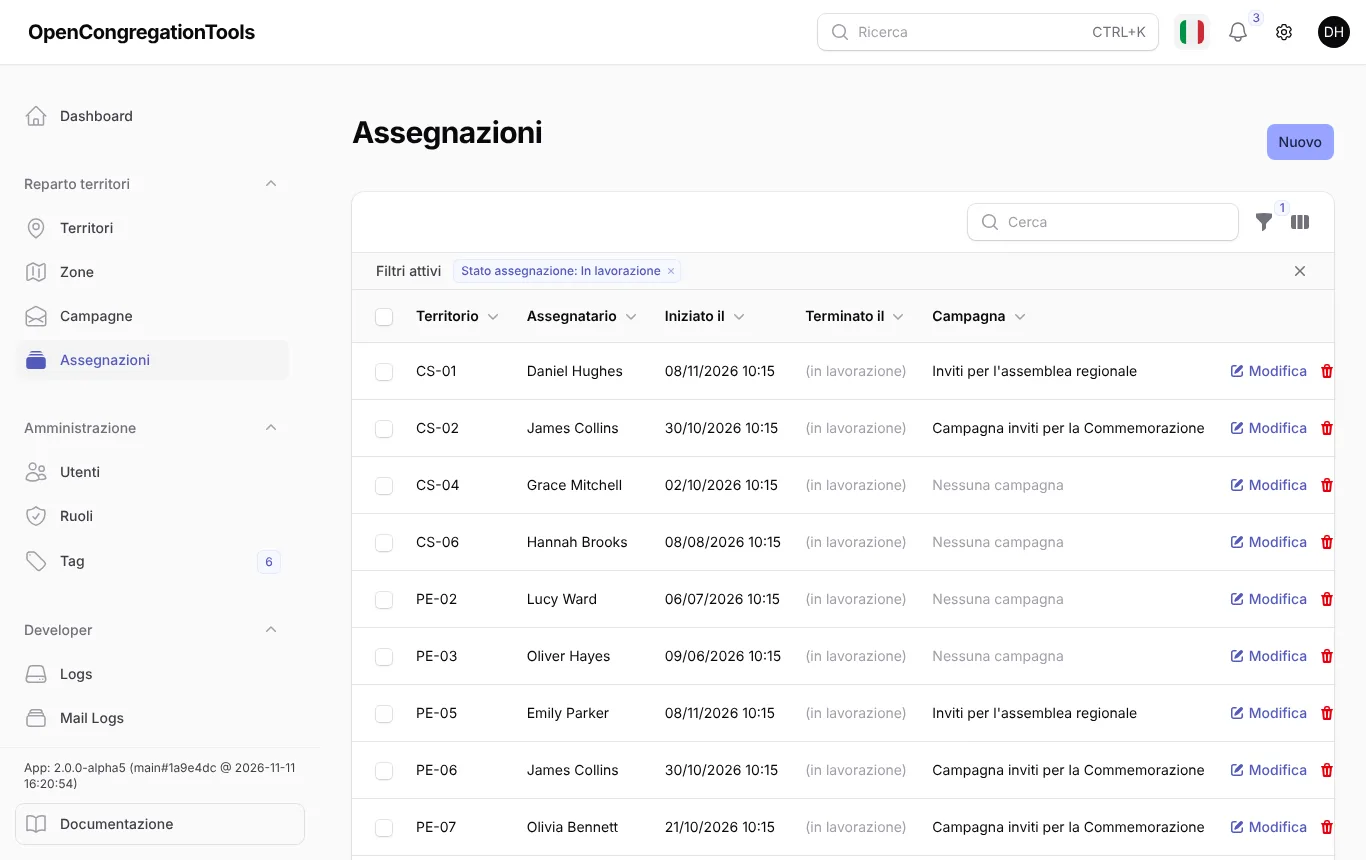 OpenCongregationTools
Ricerca CTRL+K
3
DH
Dashboard
Reparto territori
Territori
Zone
Campagne
Assegnazioni
Amministrazione
Utenti
Ruoli
Tag 6
Developer
Logs
Mail Logs
App: 2.0.0-alpha5 (main#1a9e4dc @ 2026-11-11
16:20:54)
Documentazione
Assegnazioni
Nuovo
Cerca
1
Filtri attivi Stato assegnazione: In lavorazione ×
Territorio Assegnatario Iniziato il Terminato il Campagna
CS-01 Daniel Hughes 08/11/2026 10:15 (in lavorazione) Inviti per l'assemblea regionale Modifica
CS-02 James Collins 30/10/2026 10:15 (in lavorazione) Campagna inviti per la Commemorazione Modifica
CS-04 Grace Mitchell 02/10/2026 10:15 (in lavorazione) Nessuna campagna Modifica
CS-06 Hannah Brooks 08/08/2026 10:15 (in lavorazione) Nessuna campagna Modifica
PE-02 Lucy Ward 06/07/2026 10:15 (in lavorazione) Nessuna campagna Modifica
PE-03 Oliver Hayes 09/06/2026 10:15 (in lavorazione) Nessuna campagna Modifica
PE-05 Emily Parker 08/11/2026 10:15 (in lavorazione) Inviti per l'assemblea regionale Modifica
PE-06 James Collins 30/10/2026 10:15 (in lavorazione) Campagna inviti per la Commemorazione Modifica
PE-07 Olivia Bennett 21/10/2026 10:15 (in lavorazione) Campagna inviti per la Commemorazione Modifica